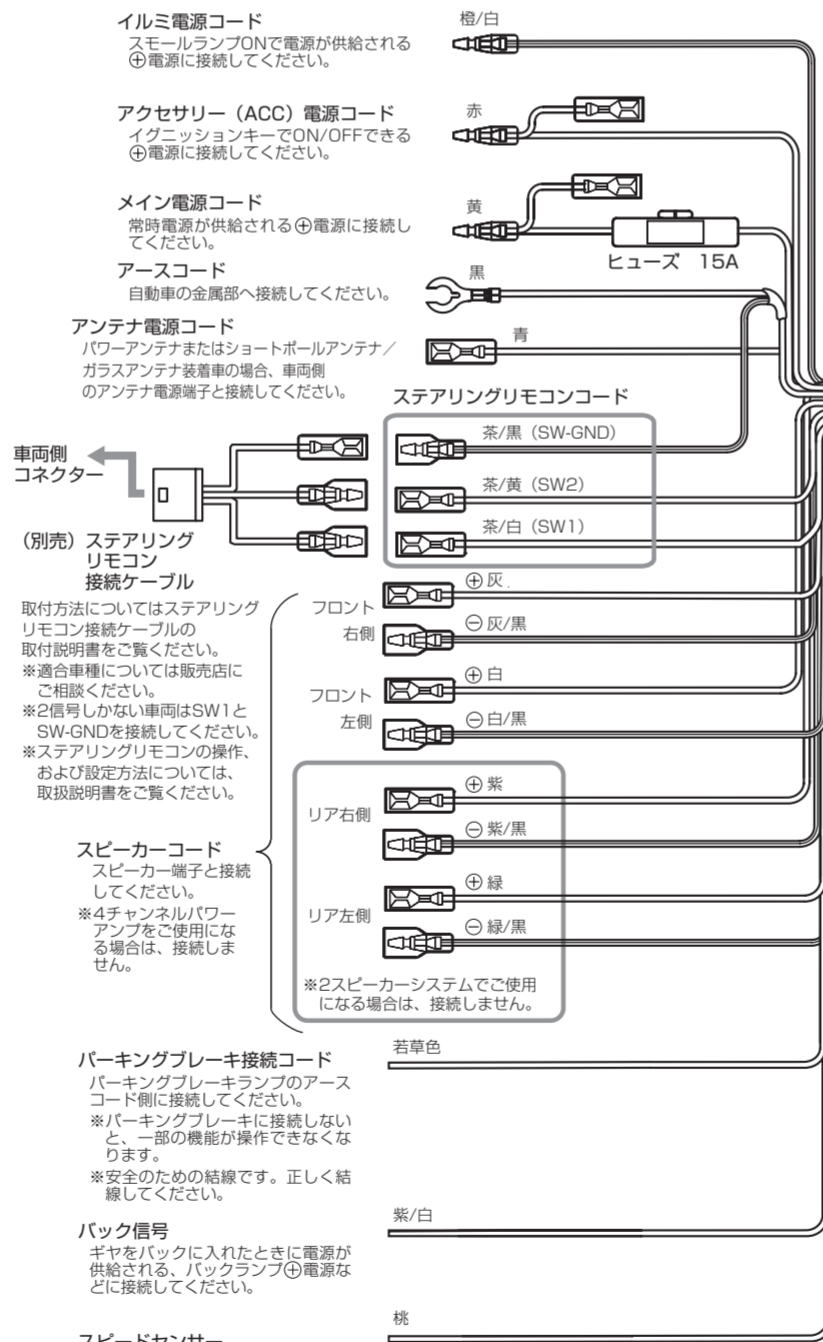 イルミ電源コード
橙/白
スモールランプONで電源が供給される
⊕電源に接続してください。
アクセサリー（ACC）電源コード
赤
イグニッションキーでON/OFFできる
⊕電源に接続してください。
メイン電源コード
黄
常時電源が供給される⊕電源に接続し
てください。
ヒューズ 15A
アースコード
黒
自動車の金属部へ接続してください。
アンテナ電源コード
青
パワーアンテナまたはショートポールアンテナ／
ガラスアンテナ装着車の場合、車両側
のアンテナ電源端子と接続してください。
ステアリングリモコンコード
茶/黒（SW-GND）
茶/黄（SW2）
茶/白（SW1）
車両側
コネクター
（別売）ステアリング
リモコン
接続ケーブル
取付方法についてはステアリング
リモコン接続ケーブルの
取付説明書をご覧ください。
※適合車種については販売店に
ご相談ください。
※2信号しかない車両はSW1と
SW-GNDを接続してください。
※ステアリングリモコンの操作、
および設定方法については、
取扱説明書をご覧ください。
スピーカーコード
スピーカー端子と接続
してください。
※4チャンネルパワー
アンプをご使用にな
る場合は、接続しま
せん。
フロント
右側
⊕灰
⊖灰/黒
フロント
左側
⊕白
⊖白/黒
リア右側
⊕紫
⊖紫/黒
リア左側
⊕緑
⊖緑/黒
※2スピーカーシステムでご使用
になる場合は、接続しません。
パーキングブレーキ接続コード
若草色
パーキングブレーキランプのアース
コード側に接続してください。
※パーキングブレーキに接続しない
と、一部の機能が操作できなくな
ります。
※安全のための結線です。正しく結
線してください。
バック信号
紫/白
ギヤをバックに入れたときに電源が
供給される、バックランプ⊕電源な
どに接続してください。
桃
スピードセンサー